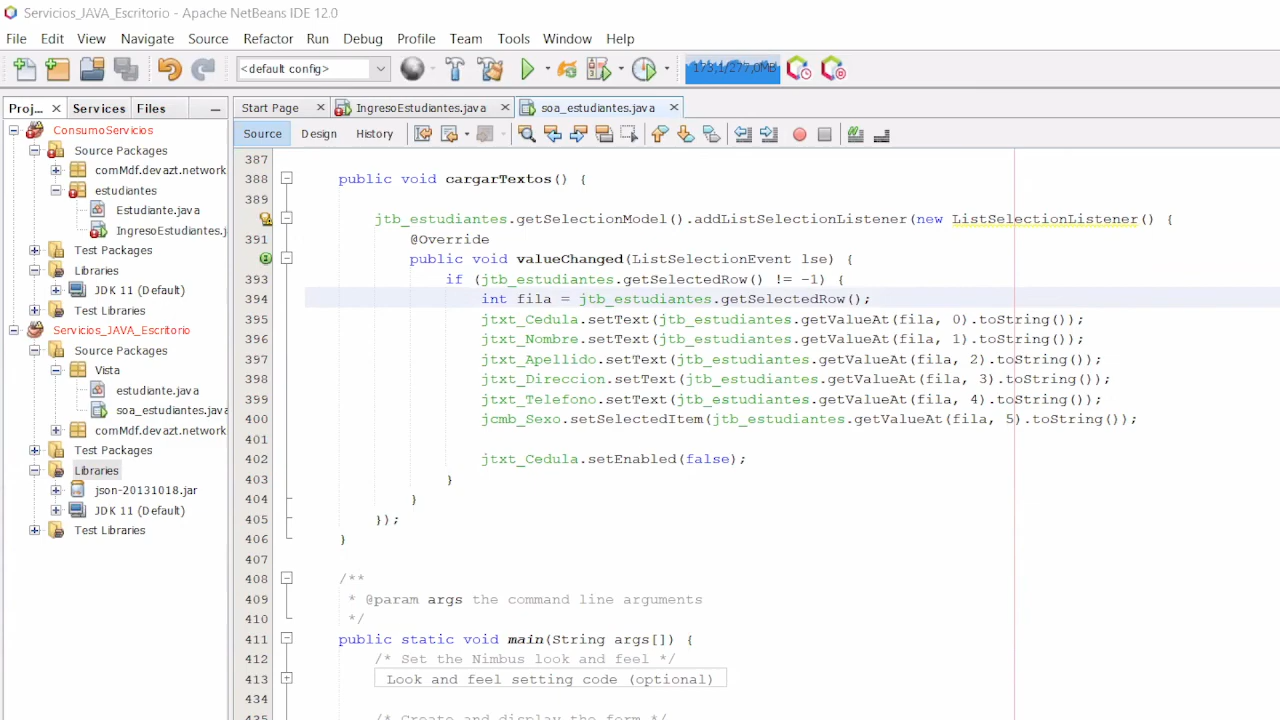 Servicios_JAVA_Escritorio - Apache NetBeans IDE 12.0
File Edit View Navigate Source Refactor Run Debug Profile Team Tools Window Help
<default config> 173,1/277,0MB
Proj... Services Files
Start Page IngresoEstudiantes.java soa_estudiantes.java
Source Design History
ConsumoServicios
Source Packages
comMdf.devazt.network
estudiantes
Estudiante.java
IngresoEstudiantes.j
Test Packages
Libraries
JDK 11 (Default)
Test Libraries
Servicios_JAVA_Escritorio
Source Packages
Vista
estudiante.java
soa_estudiantes.java
comMdf.devazt.network
Test Packages
Libraries
json-20131018.jar
JDK 11 (Default)
Test Libraries
387
388 public void cargarTextos() {
389
jtb_estudiantes.getSelectionModel().addListSelectionListener(new ListSelectionListener() {
391 @Override
public void valueChanged(ListSelectionEvent lse) {
393 if (jtb_estudiantes.getSelectedRow() != -1) {
394 int fila = jtb_estudiantes.getSelectedRow();
395 jtxt_Cedula.setText(jtb_estudiantes.getValueAt(fila, 0).toString());
396 jtxt_Nombre.setText(jtb_estudiantes.getValueAt(fila, 1).toString());
397 jtxt_Apellido.setText(jtb_estudiantes.getValueAt(fila, 2).toString());
398 jtxt_Direccion.setText(jtb_estudiantes.getValueAt(fila, 3).toString());
399 jtxt_Telefono.setText(jtb_estudiantes.getValueAt(fila, 4).toString());
400 jcmb_Sexo.setSelectedItem(jtb_estudiantes.getValueAt(fila, 5).toString());
401
402 jtxt_Cedula.setEnabled(false);
403 }
404 }
405 });
406 }
407
408 /**
409 * @param args the command line arguments
410 */
411 public static void main(String args[]) {
412 /* Set the Nimbus look and feel */
413 Look and feel setting code (optional)
434
435 /* Create and display the form */